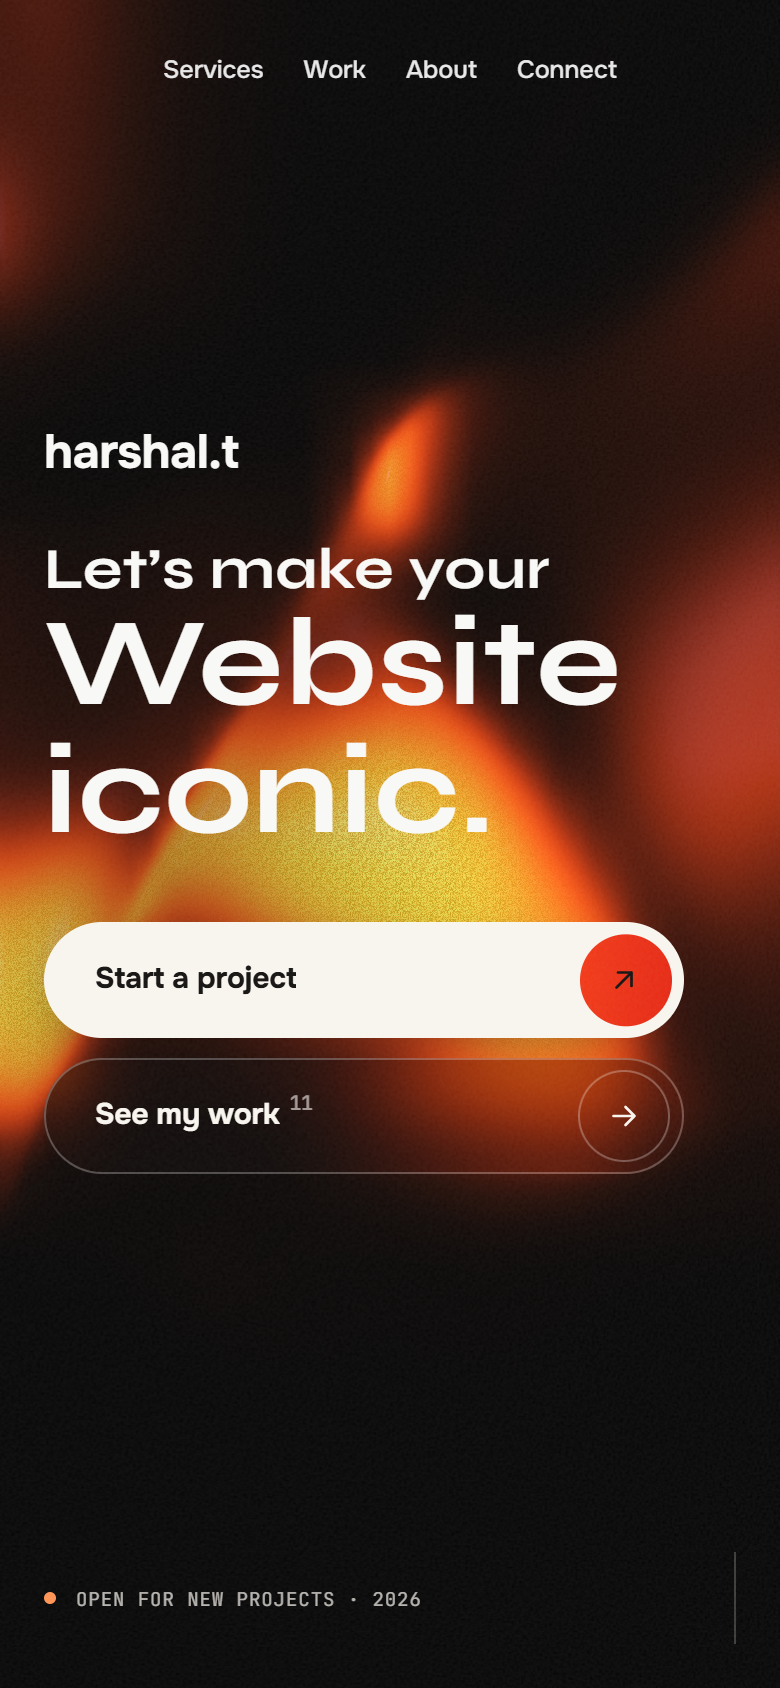 Services Work About Connect
harshal.t
Let’s make your
Website
iconic.
Start a project
See my work 11
OPEN FOR NEW PROJECTS · 2026